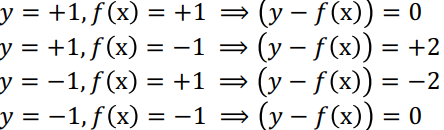 y = +1, f(x) = +1 ⟹ (y − f(x)) = 0
y = +1, f(x) = −1 ⟹ (y − f(x)) = +2
y = −1, f(x) = +1 ⟹ (y − f(x)) = −2
y = −1, f(x) = −1 ⟹ (y − f(x)) = 0